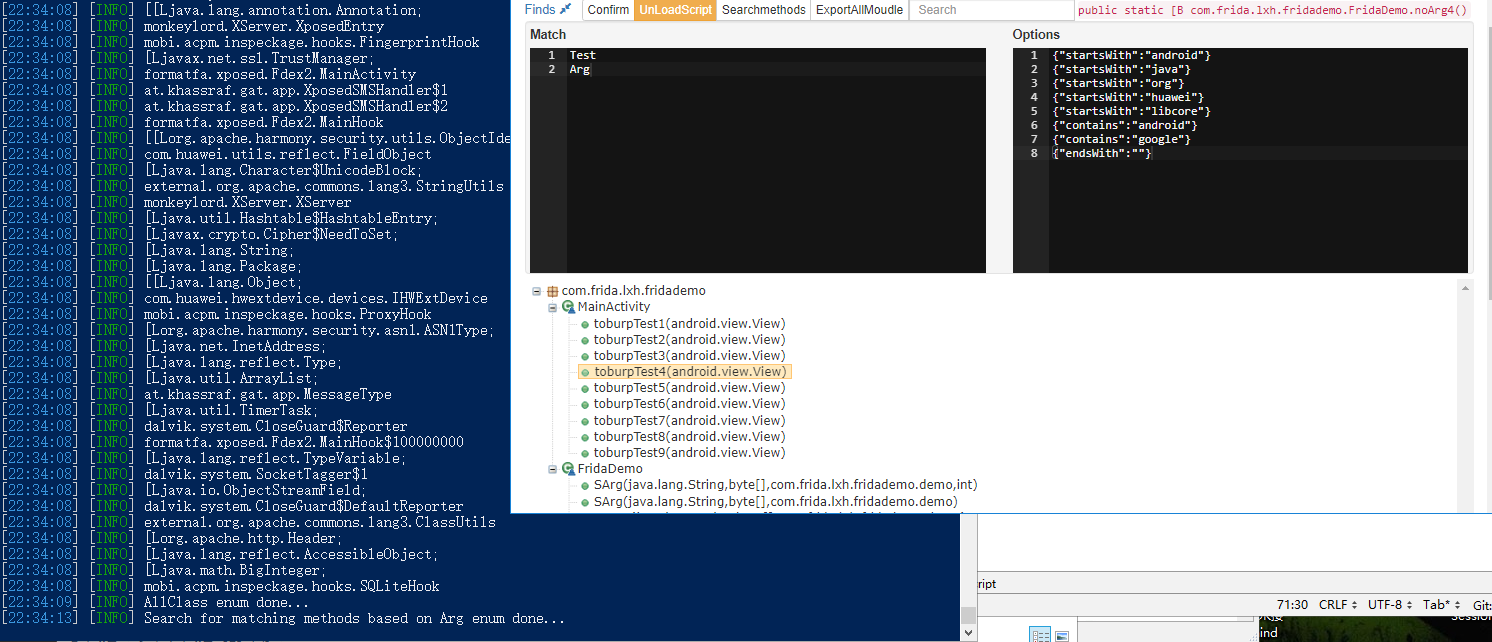 [22:34:08] [INFO] [[Ljava.lang.annotation.Annotation;
[22:34:08] [INFO] monkeylord.XServer.XposedEntry
[22:34:08] [INFO] mobi.acpm.inspeckage.hooks.FingerprintHook
[22:34:08] [INFO] [Ljavax.net.ssl.TrustManager;
[22:34:08] [INFO] formatfa.xposed.Fdex2.MainActivity
[22:34:08] [INFO] at.khassraf.gat.app.XposedSMSHandler$1
[22:34:08] [INFO] at.khassraf.gat.app.XposedSMSHandler$2
[22:34:08] [INFO] formatfa.xposed.Fdex2.MainHook
[22:34:08] [INFO] [[Lorg.apache.harmony.security.utils.ObjectIde
[22:34:08] [INFO] com.huawei.utils.reflect.FieldObject
[22:34:08] [INFO] [Ljava.lang.Character$UnicodeBlock;
[22:34:08] [INFO] external.org.apache.commons.lang3.StringUtils
[22:34:08] [INFO] monkeylord.XServer.XServer
[22:34:08] [INFO] [Ljava.util.Hashtable$HashtableEntry;
[22:34:08] [INFO] [Ljavax.crypto.Cipher$NeedToSet;
[22:34:08] [INFO] [Ljava.lang.String;
[22:34:08] [INFO] [Ljava.lang.Package;
[22:34:08] [INFO] [[Ljava.lang.Object;
[22:34:08] [INFO] com.huawei.hwextdevice.devices.IHWExtDevice
[22:34:08] [INFO] mobi.acpm.inspeckage.hooks.ProxyHook
[22:34:08] [INFO] [Lorg.apache.harmony.security.asn1.ASN1Type;
[22:34:08] [INFO] [Ljava.net.InetAddress;
[22:34:08] [INFO] [Ljava.lang.reflect.Type;
[22:34:08] [INFO] [Ljava.util.ArrayList;
[22:34:08] [INFO] at.khassraf.gat.app.MessageType
[22:34:08] [INFO] [Ljava.util.TimerTask;
[22:34:08] [INFO] dalvik.system.CloseGuard$Reporter
[22:34:08] [INFO] formatfa.xposed.Fdex2.MainHook$100000000
[22:34:08] [INFO] [Ljava.lang.reflect.TypeVariable;
[22:34:08] [INFO] dalvik.system.SocketTagger$1
[22:34:08] [INFO] [Ljava.io.ObjectStreamField;
[22:34:08] [INFO] dalvik.system.CloseGuard$DefaultReporter
[22:34:08] [INFO] external.org.apache.commons.lang3.ClassUtils
[22:34:08] [INFO] [Lorg.apache.http.Header;
[22:34:08] [INFO] [Ljava.lang.reflect.AccessibleObject;
[22:34:08] [INFO] [Ljava.math.BigInteger;
[22:34:08] [INFO] mobi.acpm.inspeckage.hooks.SQLiteHook
[22:34:09] [INFO] AllClass enum done...
[22:34:13] [INFO] Search for matching methods based on Arg enum done...
Finds Confirm UnLoadScript Searchmethods ExportAllMoudle Search public static [B com.frida.lxh.fridademo.FridaDemo.noArg4()
Match
1 Test
2 Arg
Options
1 {"startsWith":"android"}
2 {"startsWith":"java"}
3 {"startsWith":"org"}
4 {"startsWith":"huawei"}
5 {"startsWith":"libcore"}
6 {"contains":"android"}
7 {"contains":"google"}
8 {"endsWith":""}
com.frida.lxh.fridademo
MainActivity
toburpTest1(android.view.View)
toburpTest2(android.view.View)
toburpTest3(android.view.View)
toburpTest4(android.view.View)
toburpTest5(android.view.View)
toburpTest6(android.view.View)
toburpTest7(android.view.View)
toburpTest8(android.view.View)
toburpTest9(android.view.View)
FridaDemo
SArg(java.lang.String,byte[],com.frida.lxh.fridademo.demo,int)
SArg(java.lang.String,byte[],com.frida.lxh.fridademo.demo)
ript
71:30 CRLF UTF-8 Tab* Git:
ind